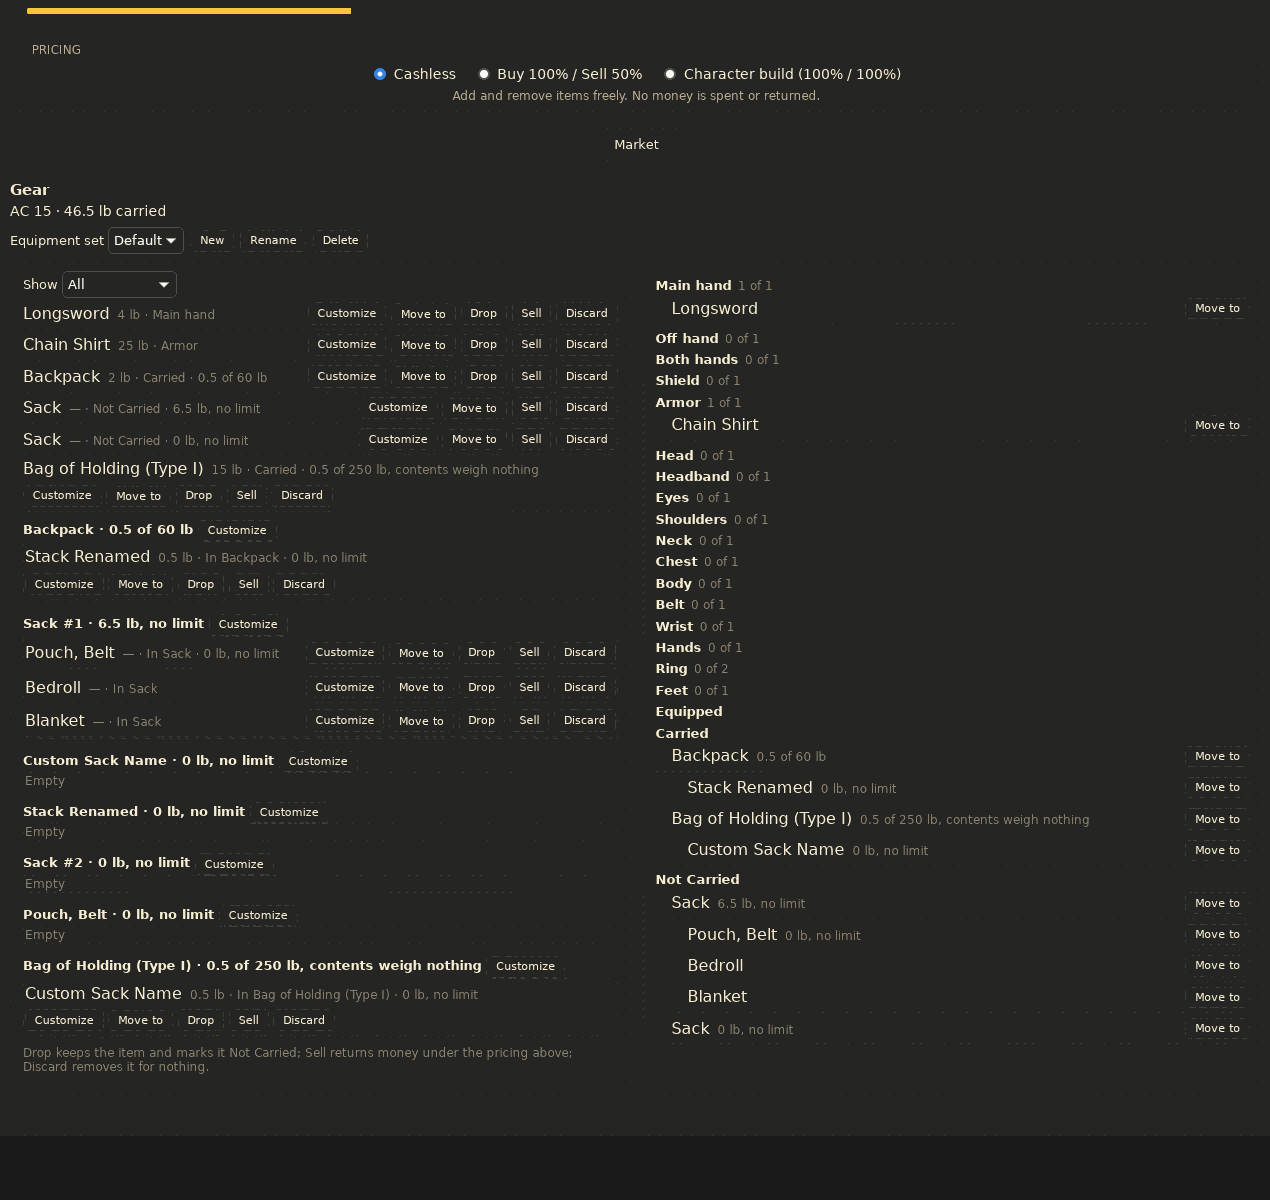 PRICING
Cashless Buy 100% / Sell 50% Character build (100% / 100%)
Add and remove items freely. No money is spent or returned.
Market
Gear
AC 15 · 46.5 lb carried
Equipment set Default New Rename Delete
Show All
Longsword 4 lb · Main hand Customize Move to Drop Sell Discard
Chain Shirt 25 lb · Armor Customize Move to Drop Sell Discard
Backpack 2 lb · Carried · 0.5 of 60 lb Customize Move to Drop Sell Discard
Sack — · Not Carried · 6.5 lb, no limit Customize Move to Sell Discard
Sack — · Not Carried · 0 lb, no limit Customize Move to Sell Discard
Bag of Holding (Type I) 15 lb · Carried · 0.5 of 250 lb, contents weigh nothing
Customize Move to Drop Sell Discard
Backpack · 0.5 of 60 lb Customize
Stack Renamed 0.5 lb · In Backpack · 0 lb, no limit
Customize Move to Drop Sell Discard
Sack #1 · 6.5 lb, no limit Customize
Pouch, Belt — · In Sack · 0 lb, no limit Customize Move to Drop Sell Discard
Bedroll — · In Sack Customize Move to Drop Sell Discard
Blanket — · In Sack Customize Move to Drop Sell Discard
Custom Sack Name · 0 lb, no limit Customize
Empty
Stack Renamed · 0 lb, no limit Customize
Empty
Sack #2 · 0 lb, no limit Customize
Empty
Pouch, Belt · 0 lb, no limit Customize
Empty
Bag of Holding (Type I) · 0.5 of 250 lb, contents weigh nothing Customize
Custom Sack Name 0.5 lb · In Bag of Holding (Type I) · 0 lb, no limit
Customize Move to Drop Sell Discard
Drop keeps the item and marks it Not Carried; Sell returns money under the pricing above;
Discard removes it for nothing.
Main hand 1 of 1
Longsword Move to
Off hand 0 of 1
Both hands 0 of 1
Shield 0 of 1
Armor 1 of 1
Chain Shirt Move to
Head 0 of 1
Headband 0 of 1
Eyes 0 of 1
Shoulders 0 of 1
Neck 0 of 1
Chest 0 of 1
Body 0 of 1
Belt 0 of 1
Wrist 0 of 1
Hands 0 of 1
Ring 0 of 2
Feet 0 of 1
Equipped
Carried
Backpack 0.5 of 60 lb Move to
Stack Renamed 0 lb, no limit Move to
Bag of Holding (Type I) 0.5 of 250 lb, contents weigh nothing Move to
Custom Sack Name 0 lb, no limit Move to
Not Carried
Sack 6.5 lb, no limit Move to
Pouch, Belt 0 lb, no limit Move to
Bedroll Move to
Blanket Move to
Sack 0 lb, no limit Move to